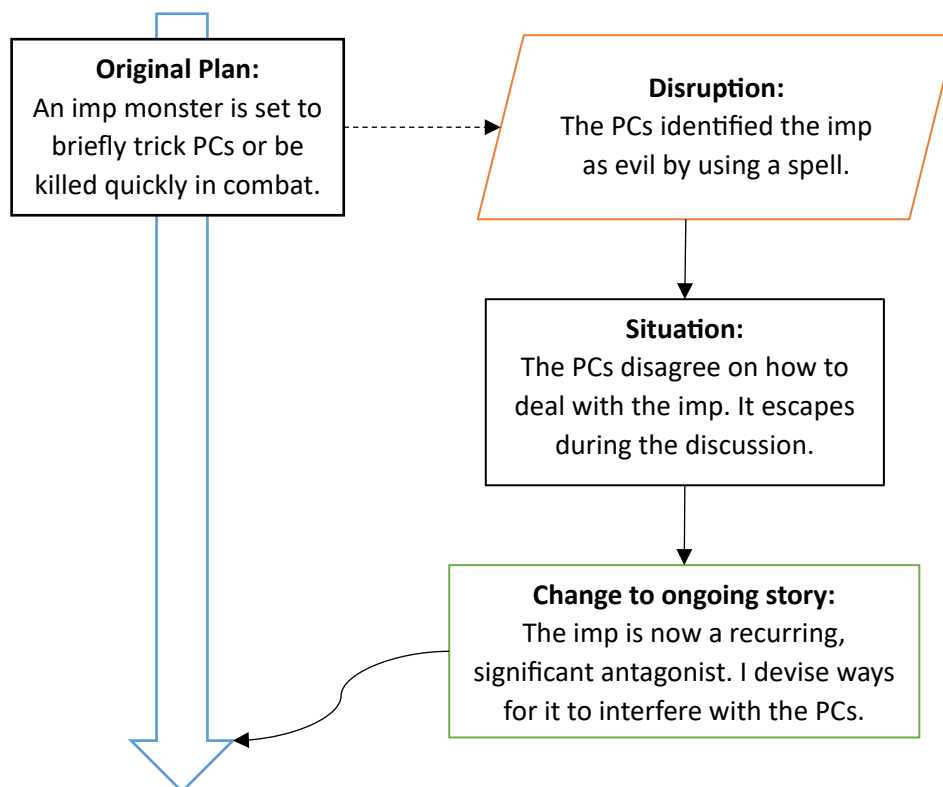 Original Plan:
An imp monster is set to
briefly trick PCs or be
killed quickly in combat.
Disruption:
The PCs identified the imp
as evil by using a spell.
Situation:
The PCs disagree on how to
deal with the imp. It escapes
during the discussion.
Change to ongoing story:
The imp is now a recurring,
significant antagonist. I devise ways
for it to interfere with the PCs.